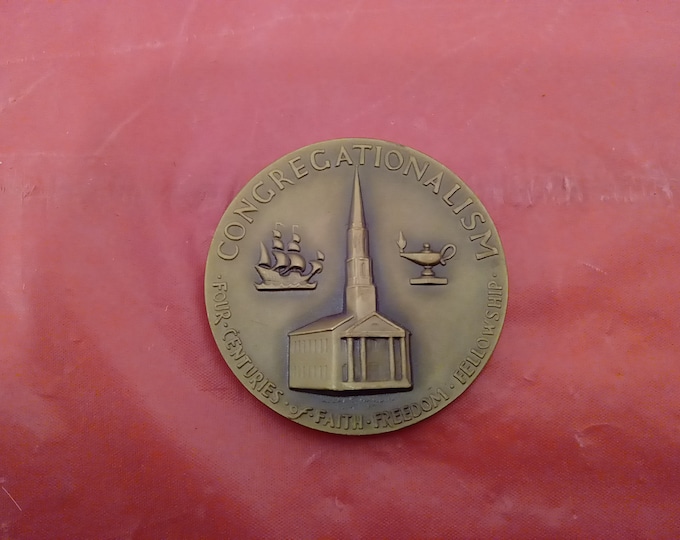 CONGREGATIONALISM
· FOUR · CENTURIES · of · FAITH · FREEDOM · FELLOWSHIP ·